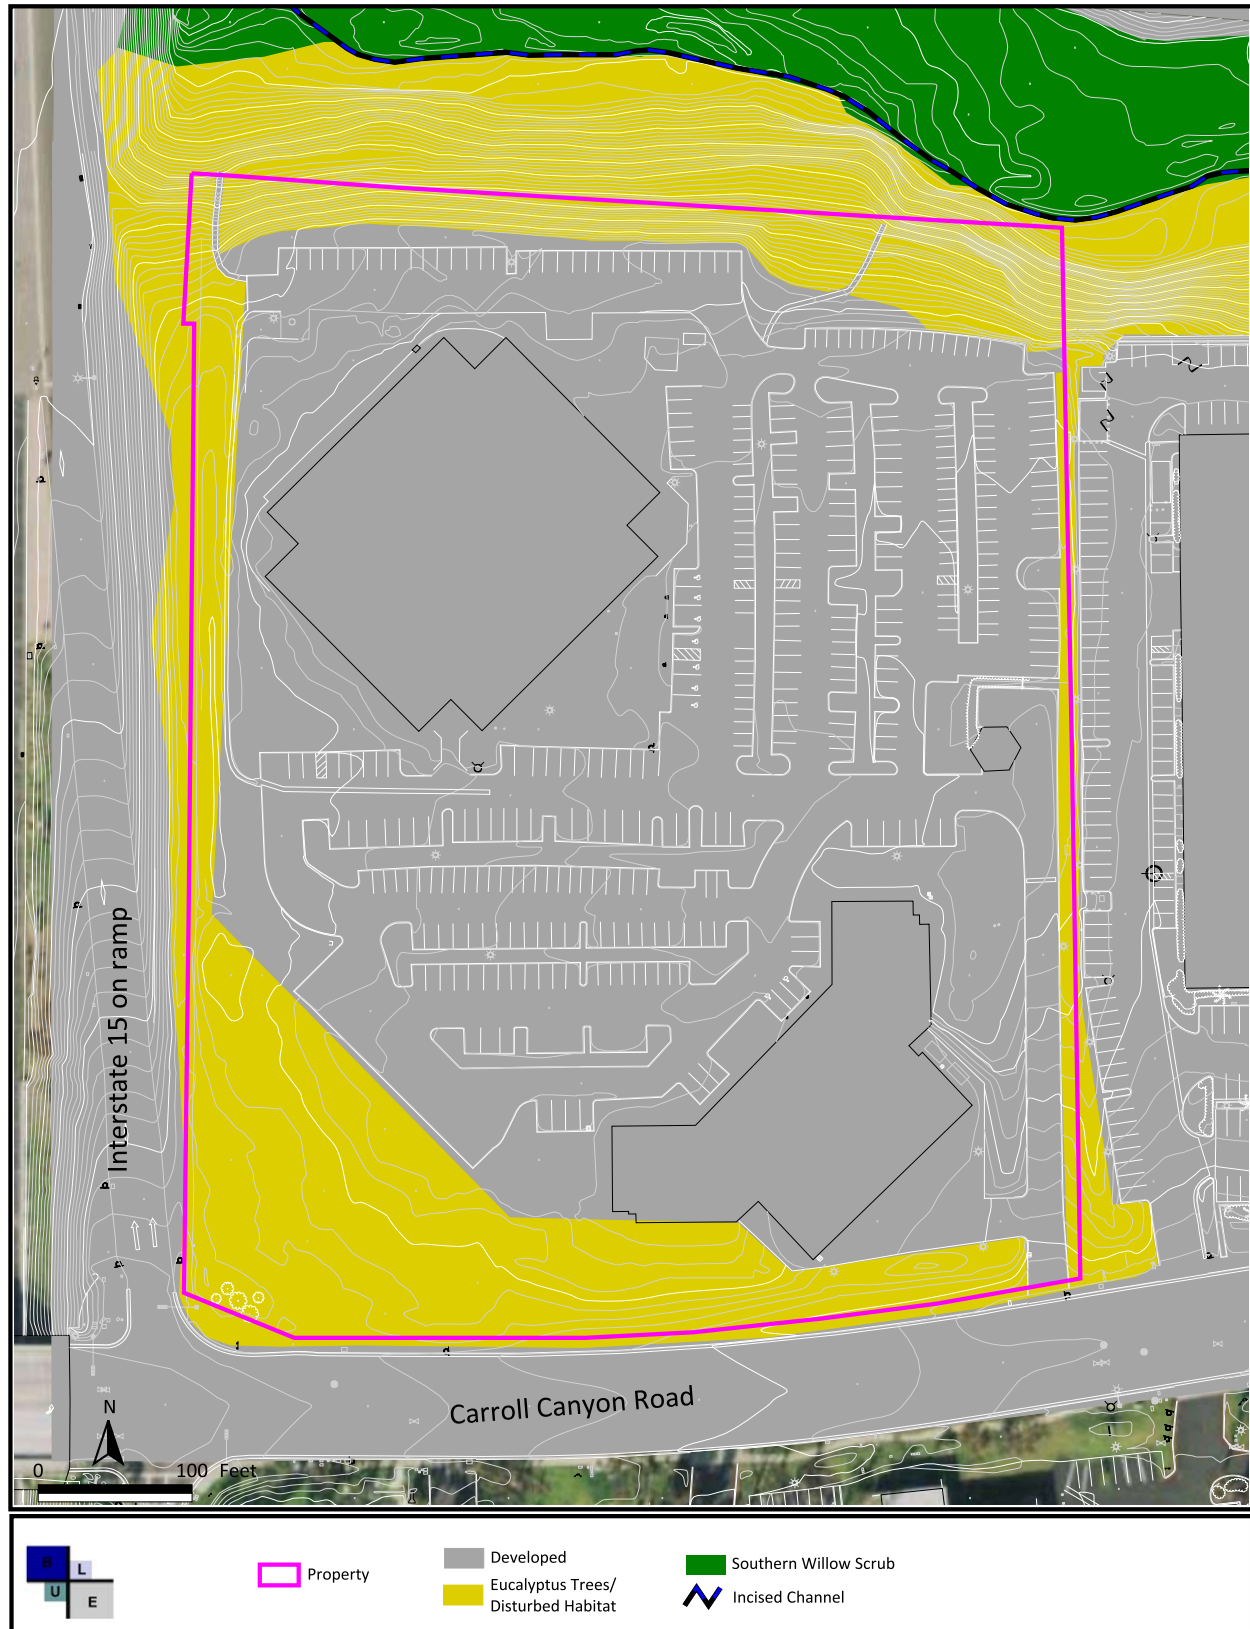 Interstate 15 on ramp
Carroll Canyon Road
N
0 100 Feet
B L
U E
Property
Developed
Eucalyptus Trees/
Disturbed Habitat
Southern Willow Scrub
Incised Channel